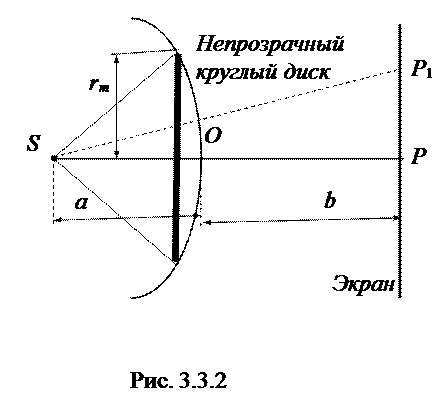 Непрозрачный
круглый диск
r_m
P₁
S
O
P
a
b
Экран
Рис. 3.3.2